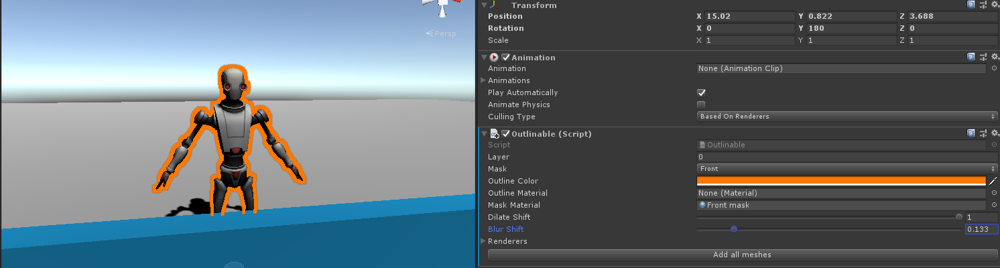 Persp
Transform
Position X 15.02 Y 0.822 Z 3.688
Rotation X 0 Y 180 Z 0
Scale X 1 Y 1 Z 1
Animation
Animation None (Animation Clip)
Animations
Play Automatically
Animate Physics
Culling Type Based On Renderers
Outlinable (Script)
Script Outlinable
Layer 0
Mask Front
Outline Color
Outline Material None (Material)
Mask Material Front mask
Dilate Shift 1
Blur Shift 0.133
Renderers
Add all meshes